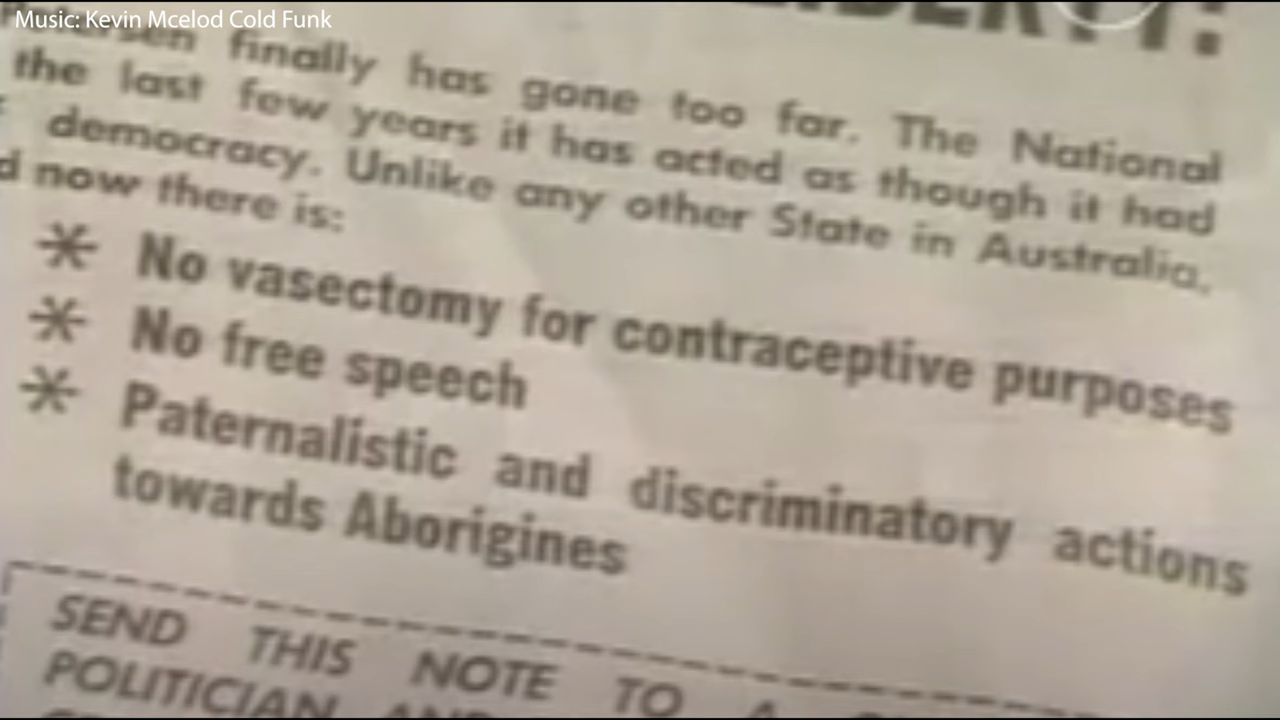 Music: Kevin Mcelod Cold Funk
finally has gone too far. The National
the last few years it has acted as though it had
democracy. Unlike any other State in Australia,
now there is:
* No vasectomy for contraceptive purposes
* No free speech
* Paternalistic and discriminatory actions
towards Aborigines
SEND THIS NOTE TO A
POLITICIAN